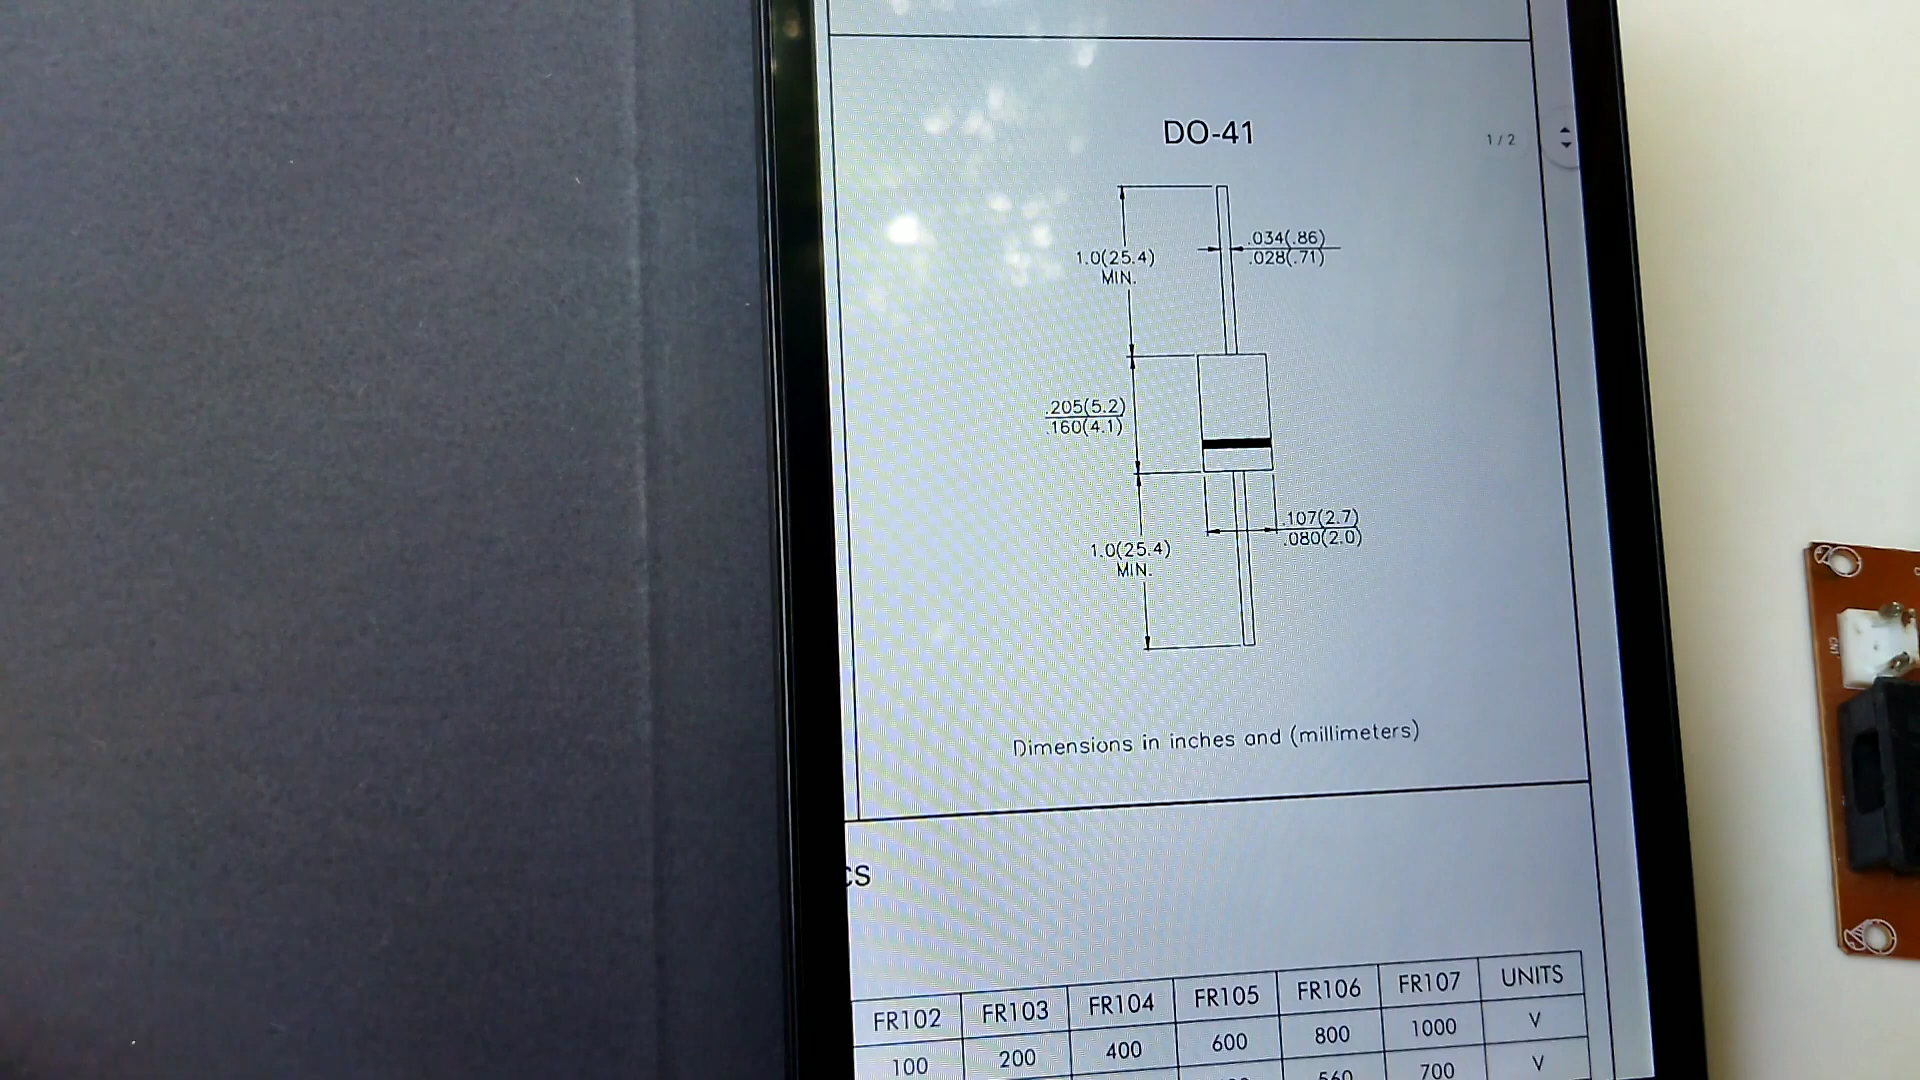 DO-41
1 / 2
.034(.86)
.028(.71)
1.0(25.4)
MIN.
.205(5.2)
.160(4.1)
.107(2.7)
.080(2.0)
1.0(25.4)
MIN.
Dimensions in inches and (millimeters)
cs
FR102 FR103 FR104 FR105 FR106 FR107 UNITS
100 200 400 600 800 1000 V
560 700 V
CN1